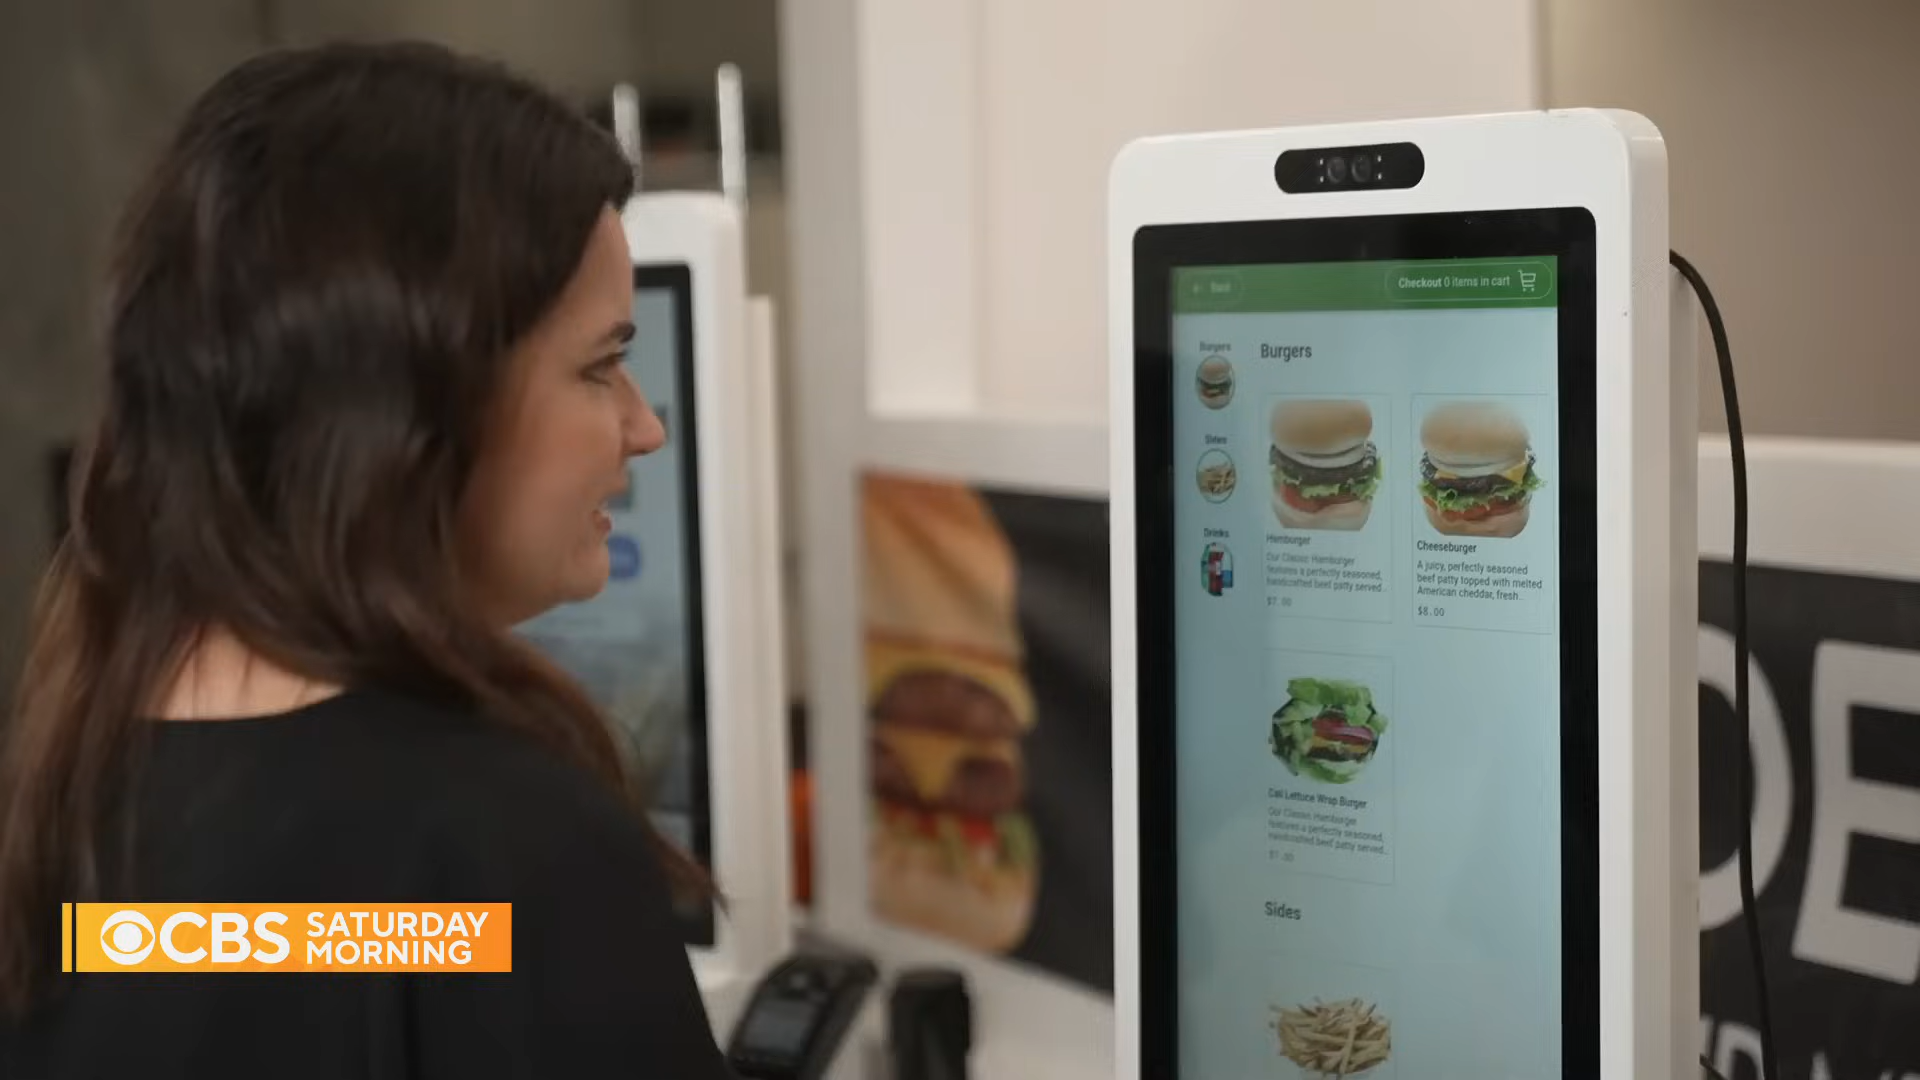 Back
Checkout 0 items in cart
Burgers
Sides
Drinks
Burgers
Hamburger
Our Classic Hamburger
features a perfectly seasoned,
handcrafted beef patty served...
$7.00
Cheeseburger
A juicy, perfectly seasoned
beef patty topped with melted
American cheddar, fresh...
$8.00
Cali Lettuce Wrap Burger
Our Classic Hamburger
features a perfectly seasoned,
handcrafted beef patty served...
Sides
CBS SATURDAY
MORNING